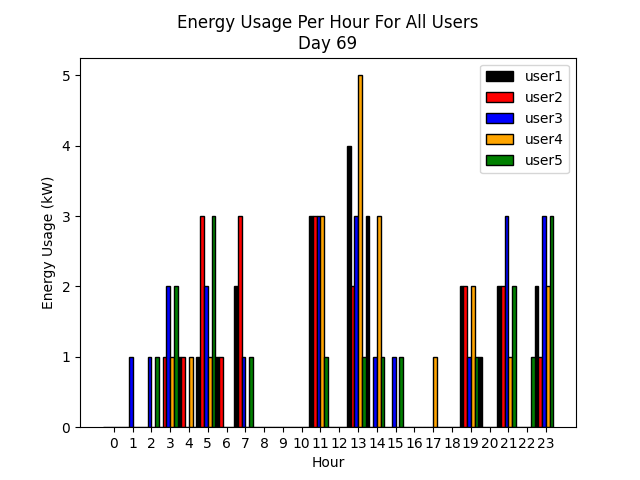 Energy Usage Per Hour For All Users
Day 69
Energy Usage (kW)
5
4
3
2
1
0
user1
user2
user3
user4
user5
0 1 2 3 4 5 6 7 8 9 10 11 12 13 14 15 16 17 18 19 20 21 22 23
Hour